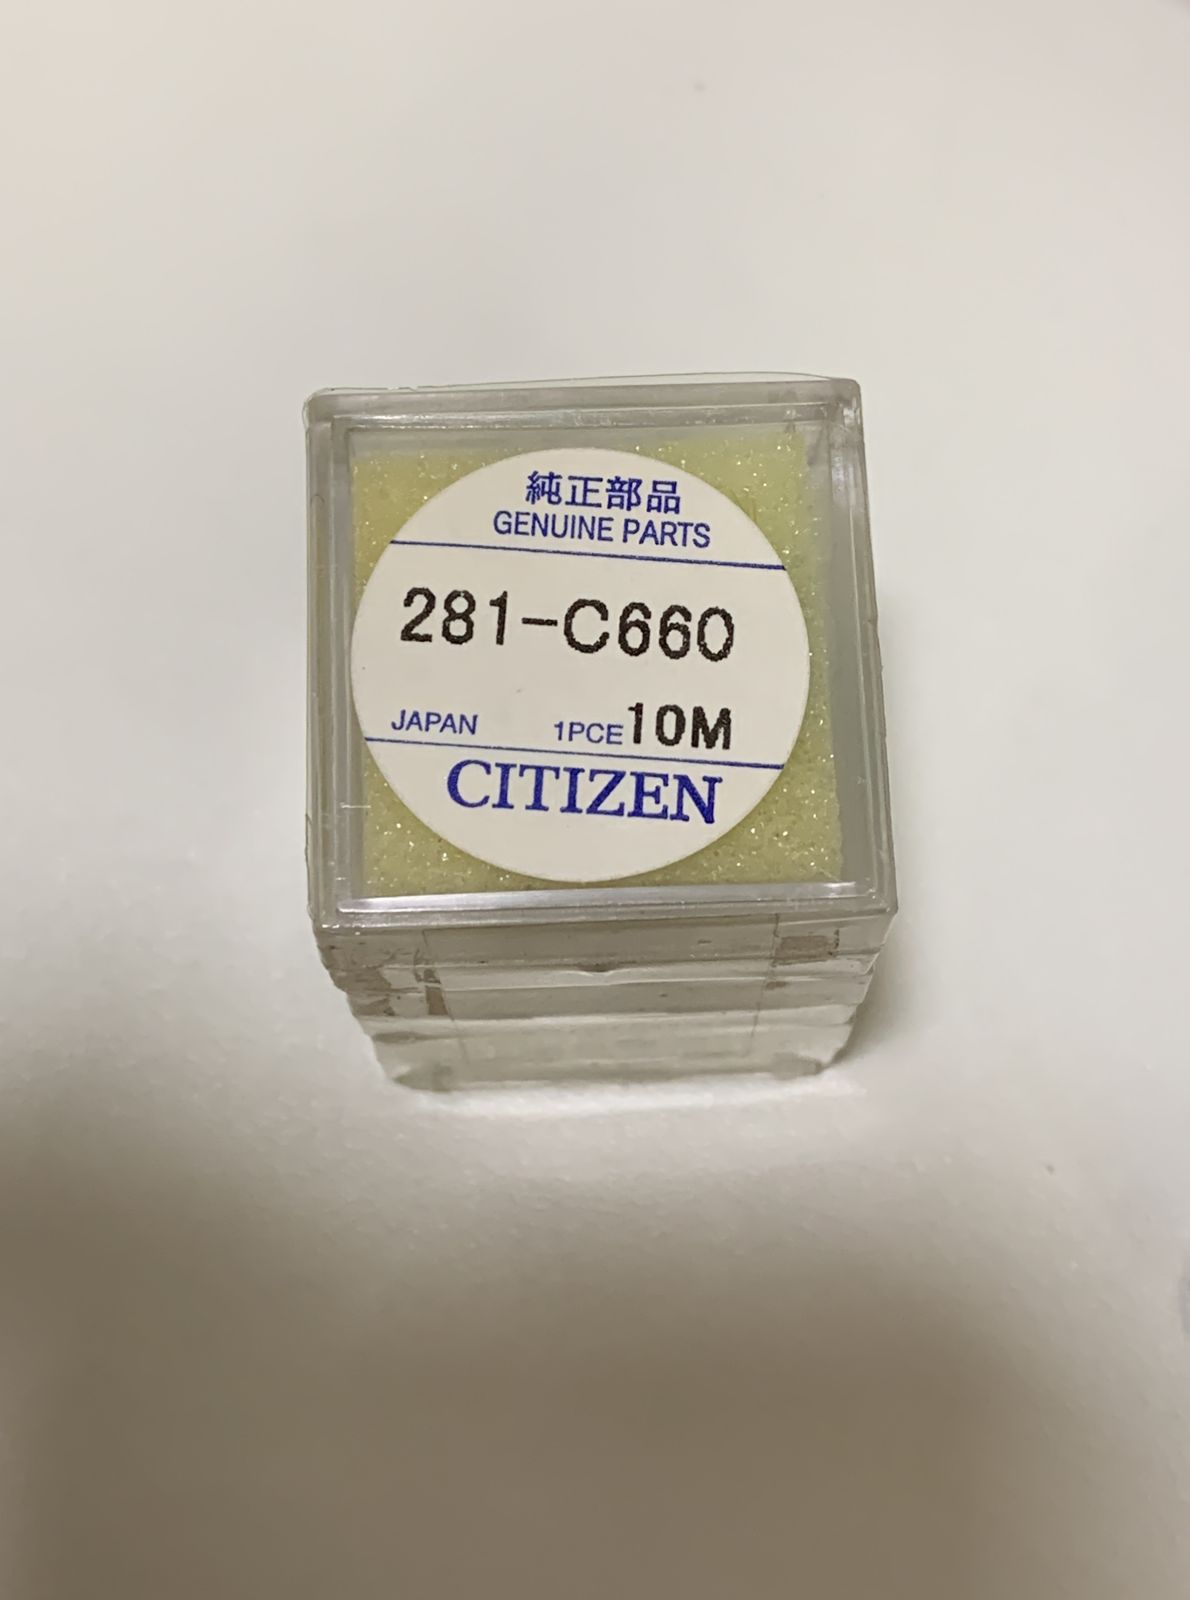 純正部品
GENUINE PARTS
281-C660
JAPAN 1PCE 10M
CITIZEN